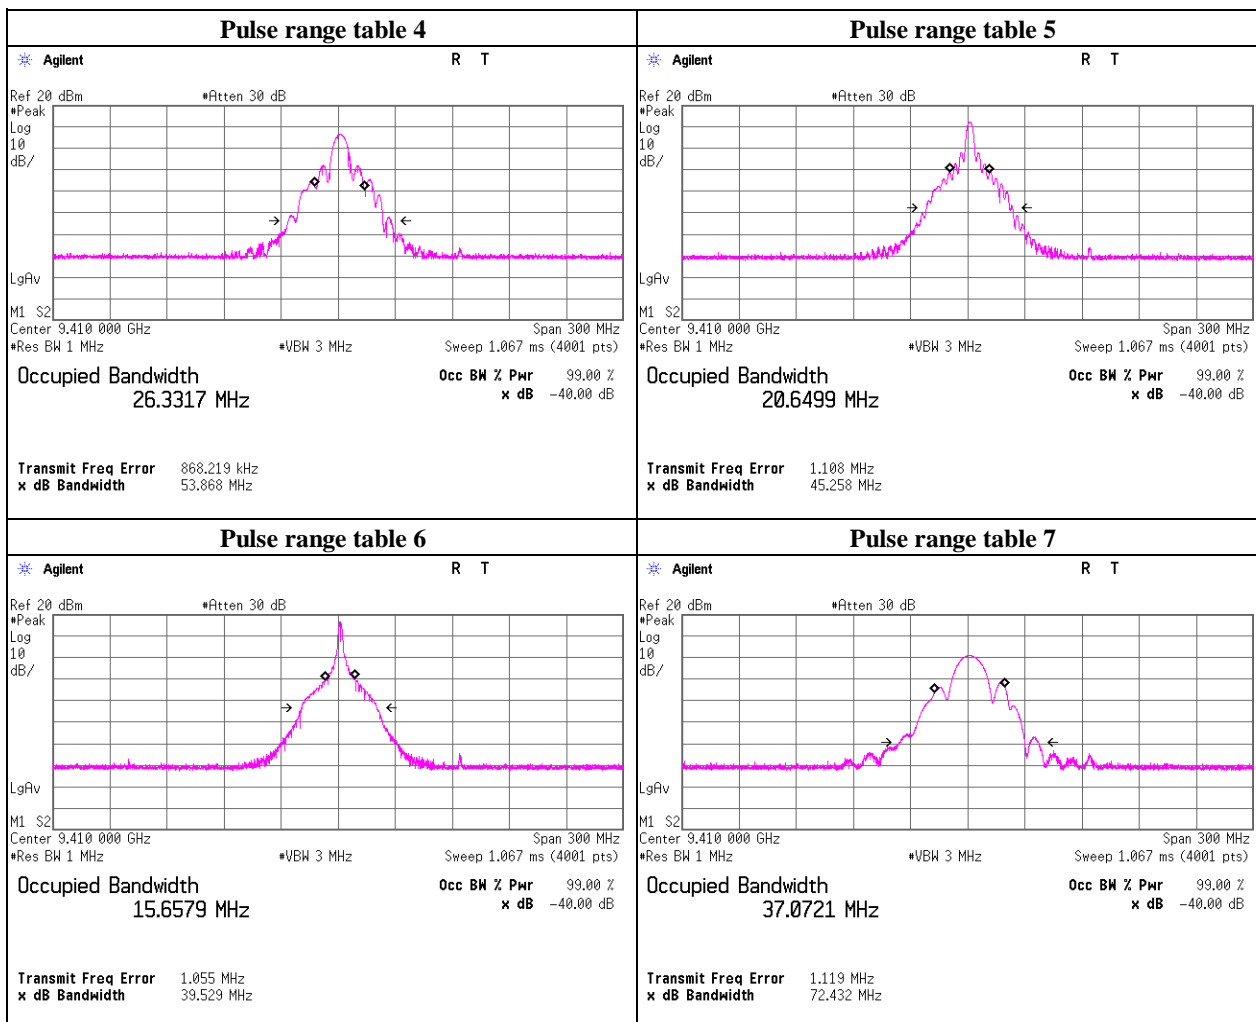 Pulse range table 4
Agilent
R T
Ref 20 dBm #Atten 30 dB
#Peak
Log
10
dB/
LgAv
M1 S2
Center 9.410 000 GHz Span 300 MHz
#Res BW 1 MHz #VBW 3 MHz Sweep 1.067 ms (4001 pts)
Occupied Bandwidth Occ BW % Pwr 99.00 %
26.3317 MHz x dB -40.00 dB
Transmit Freq Error 868.219 kHz
x dB Bandwidth 53.868 MHz
Pulse range table 5
Agilent
R T
Ref 20 dBm #Atten 30 dB
#Peak
Log
10
dB/
LgAv
M1 S2
Center 9.410 000 GHz Span 300 MHz
#Res BW 1 MHz #VBW 3 MHz Sweep 1.067 ms (4001 pts)
Occupied Bandwidth Occ BW % Pwr 99.00 %
20.6499 MHz x dB -40.00 dB
Transmit Freq Error 1.108 MHz
x dB Bandwidth 45.258 MHz
Pulse range table 6
Agilent
R T
Ref 20 dBm #Atten 30 dB
#Peak
Log
10
dB/
LgAv
M1 S2
Center 9.410 000 GHz Span 300 MHz
#Res BW 1 MHz #VBW 3 MHz Sweep 1.067 ms (4001 pts)
Occupied Bandwidth Occ BW % Pwr 99.00 %
15.6579 MHz x dB -40.00 dB
Transmit Freq Error 1.055 MHz
x dB Bandwidth 39.529 MHz
Pulse range table 7
Agilent
R T
Ref 20 dBm #Atten 30 dB
#Peak
Log
10
dB/
LgAv
M1 S2
Center 9.410 000 GHz Span 300 MHz
#Res BW 1 MHz #VBW 3 MHz Sweep 1.067 ms (4001 pts)
Occupied Bandwidth Occ BW % Pwr 99.00 %
37.0721 MHz x dB -40.00 dB
Transmit Freq Error 1.119 MHz
x dB Bandwidth 72.432 MHz